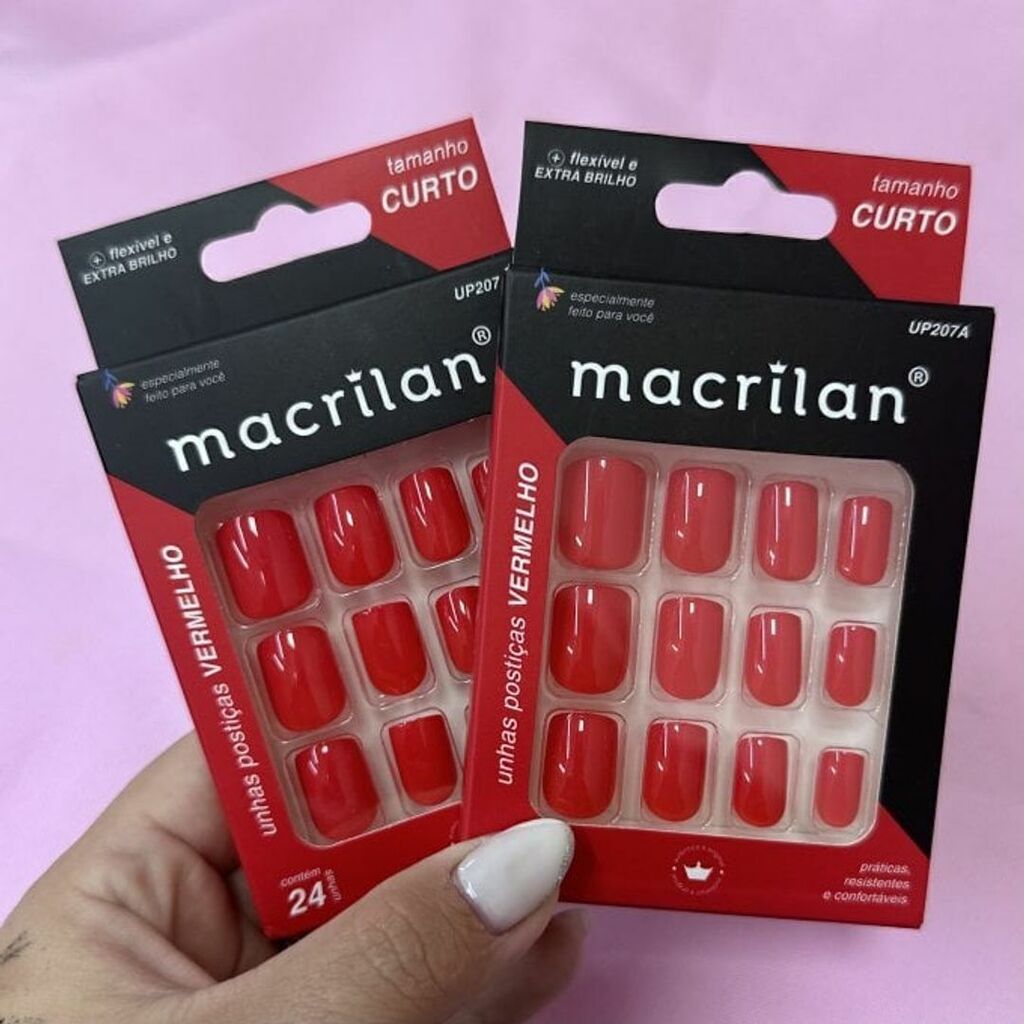 + flexível e
EXTRA BRILHO
tamanho
CURTO
UP207
especialmente
feito para você
macrilan®
unhas postiças VERMELHO
contém
24
unhas
+ flexível e
EXTRA BRILHO
tamanho
CURTO
especialmente
feito para você
UP207A
macrilan®
unhas postiças VERMELHO
práticas,
resistentes
e confortáveis